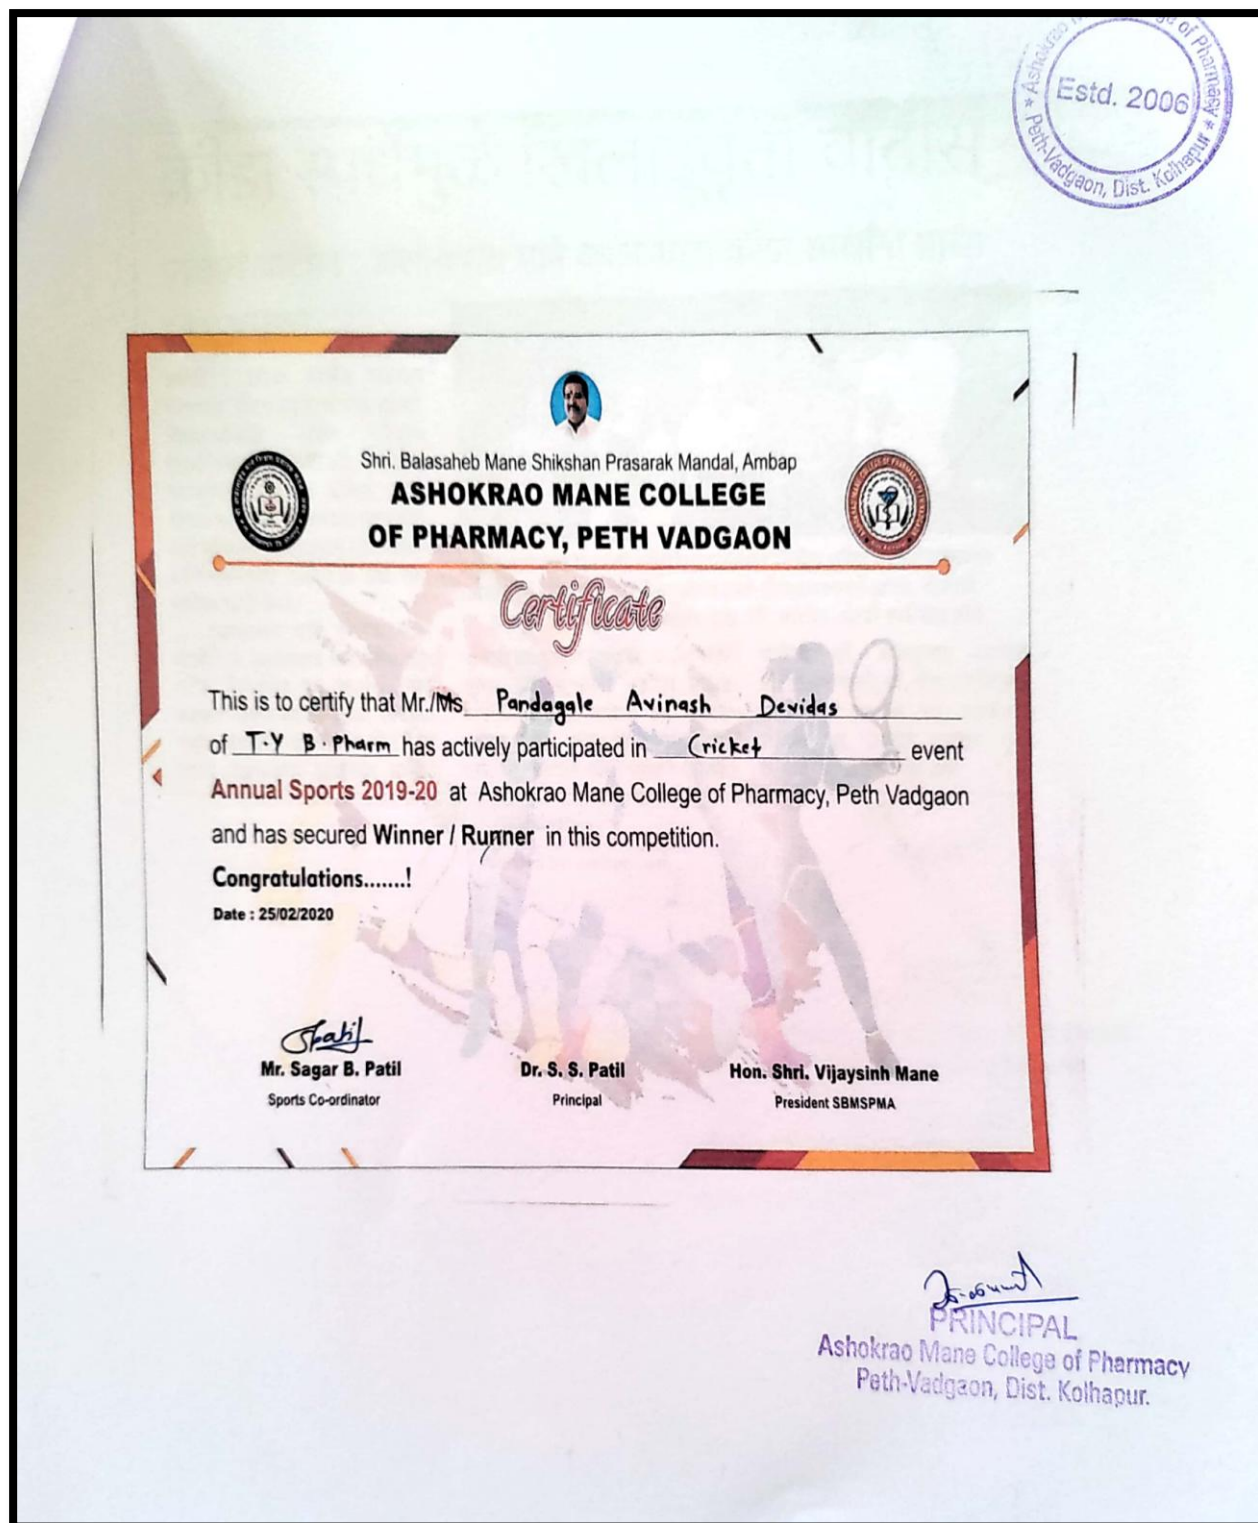 Estd. 2006
Peth-Vadgaon, Dist. Kolhapur
Shri. Balasaheb Mane Shikshan Prasarak Mandal, Ambap
ASHOKRAO MANE COLLEGE
OF PHARMACY, PETH VADGAON
Certificate
This is to certify that Mr./Ms Pandagale Avinash Devidas
of T.Y B.Pharm has actively participated in Cricket event
Annual Sports 2019-20 at Ashokrao Mane College of Pharmacy, Peth Vadgaon
and has secured Winner / Runner in this competition.
Congratulations.......!
Date : 25/02/2020
Mr. Sagar B. Patil
Sports Co-ordinator
Dr. S. S. Patil
Principal
Hon. Shri. Vijaysinh Mane
President SBMSPMA
PRINCIPAL
Ashokrao Mane College of Pharmacy
Peth-Vadgaon, Dist. Kolhapur.